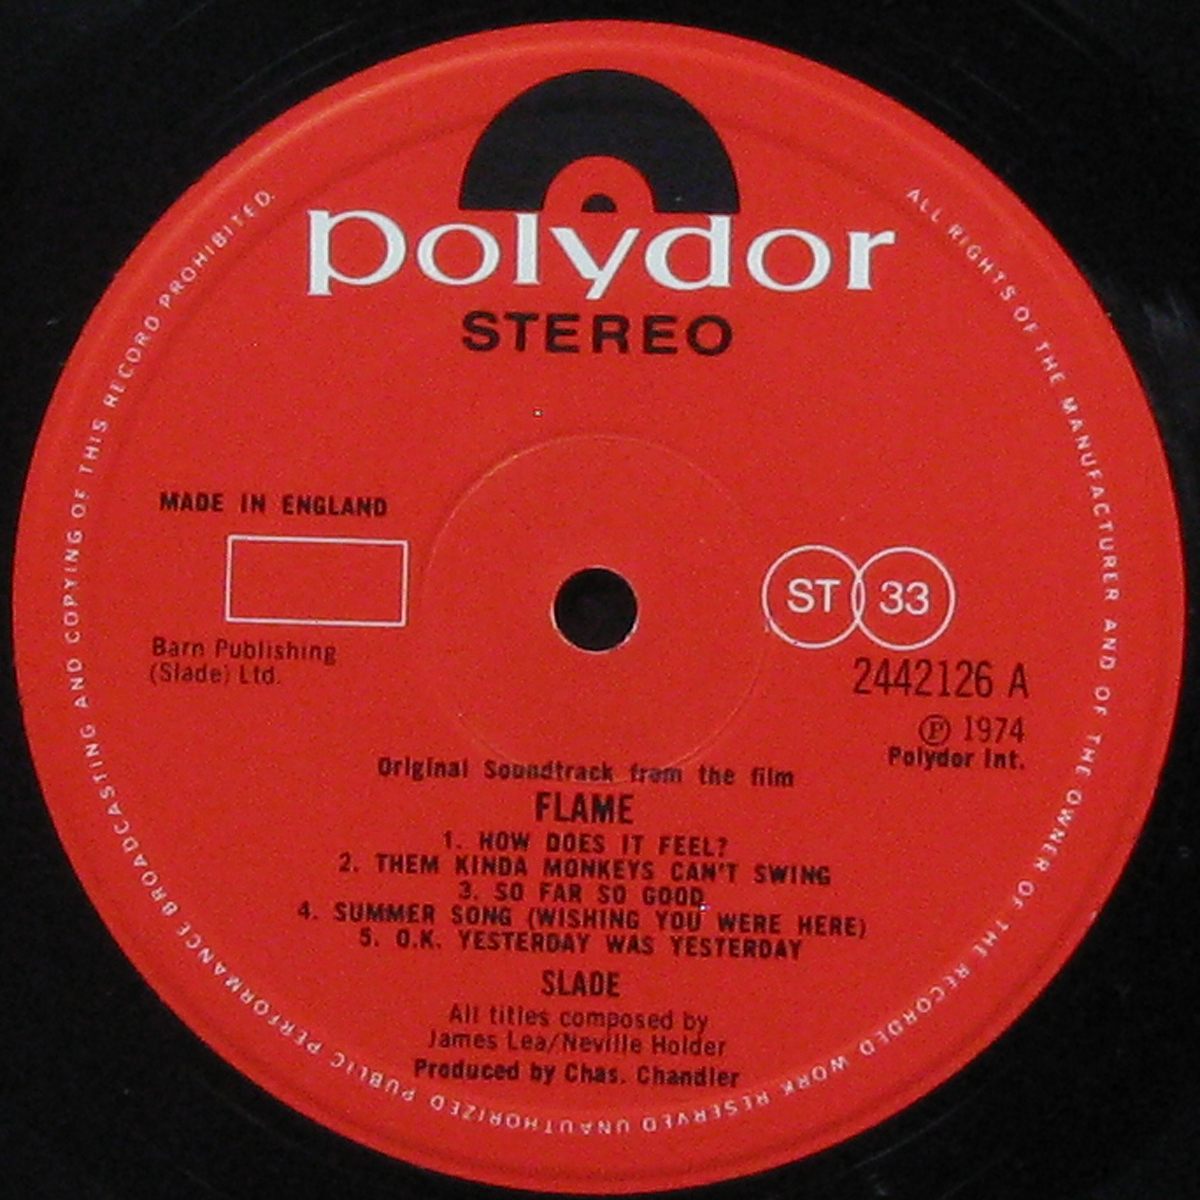 polydor
STEREO
MADE IN ENGLAND
Barn Publishing
(Slade) Ltd.
ST 33
2442126 A
Ⓟ 1974
Polydor Int.
Original Soundtrack from the film
FLAME
1. HOW DOES IT FEEL?
2. THEM KINDA MONKEYS CAN'T SWING
3. SO FAR SO GOOD
4. SUMMER SONG (WISHING YOU WERE HERE)
5. O.K. YESTERDAY WAS YESTERDAY
SLADE
All titles composed by
James Lea/Neville Holder
Produced by Chas. Chandler
ALL RIGHTS OF THE MANUFACTURER AND OF THE OWNER OF THE RECORDED WORK RESERVED UNAUTHORIZED PUBLIC PERFORMANCE BROADCASTING AND COPYING OF THIS RECORD PROHIBITED.